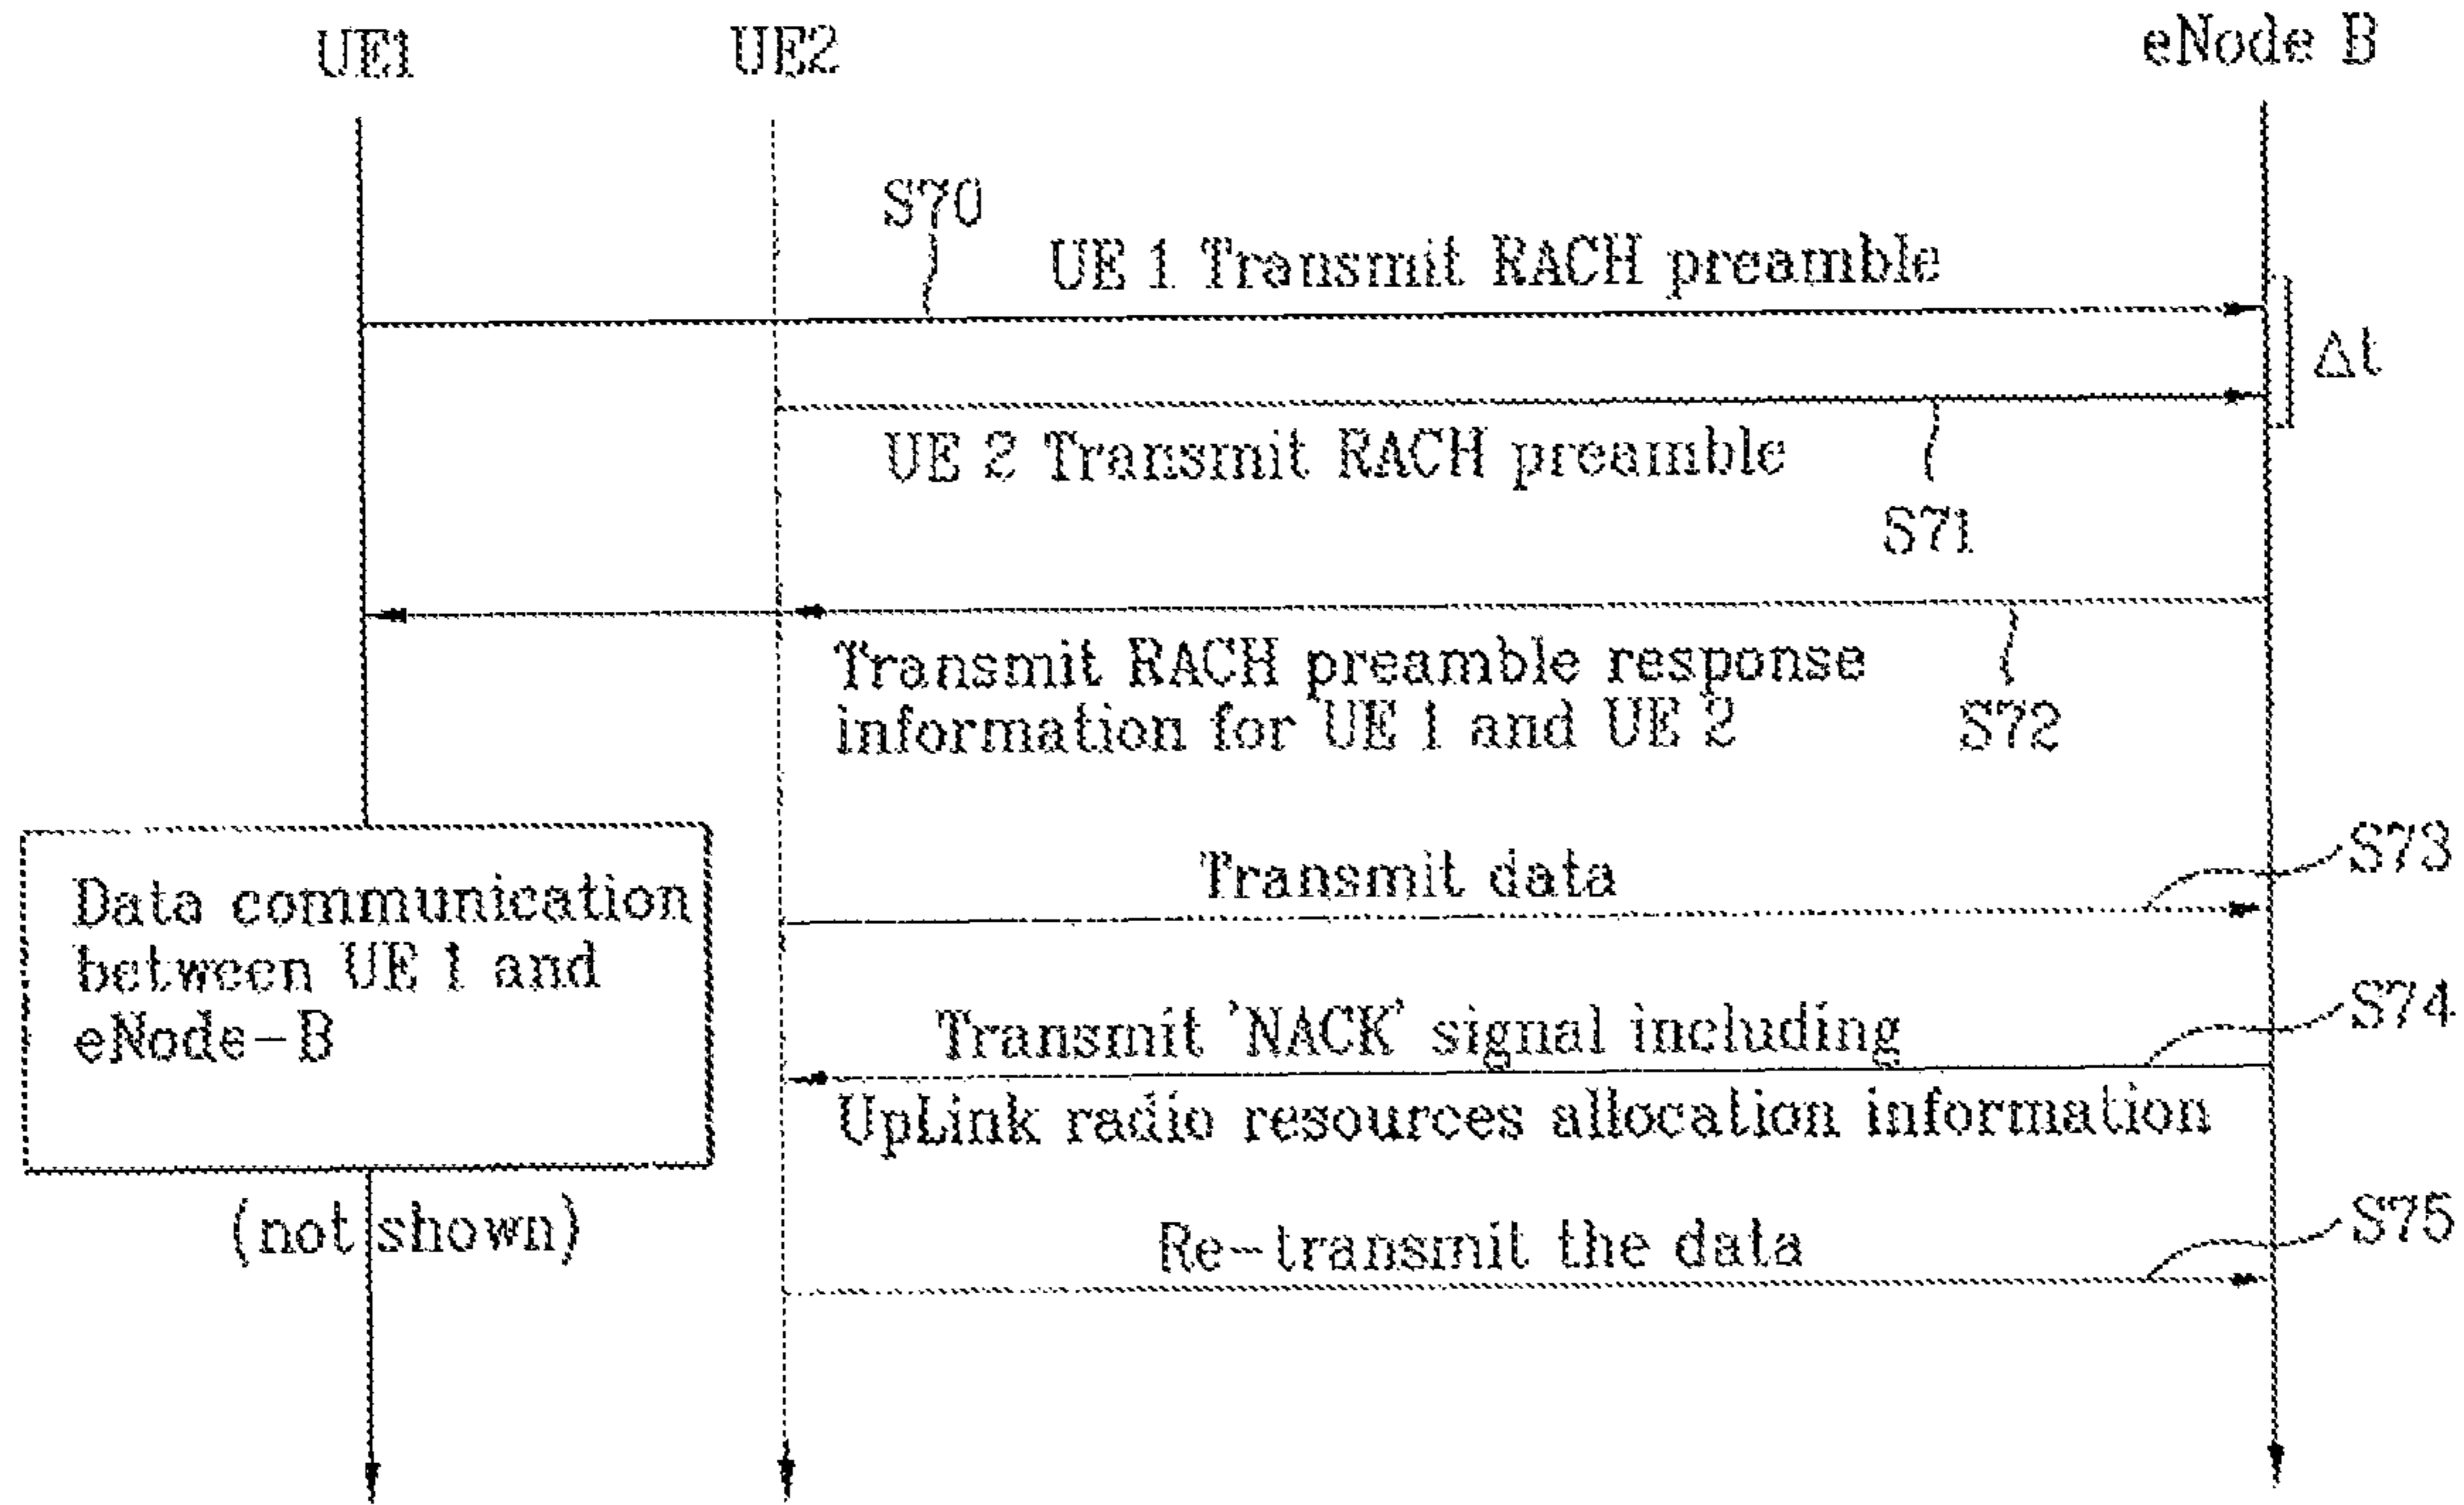 UE1
UE2
eNode B
S70
UE 1 Transmit RACH preamble
Δt
UE 2 Transmit RACH preamble
S71
Transmit RACH preamble response
information for UE 1 and UE 2
S72
Data communication
between UE 1 and
eNode-B
(not shown)
Transmit data
S73
Transmit 'NACK' signal including
S74
UpLink radio resources allocation information
Re-transmit the data
S75